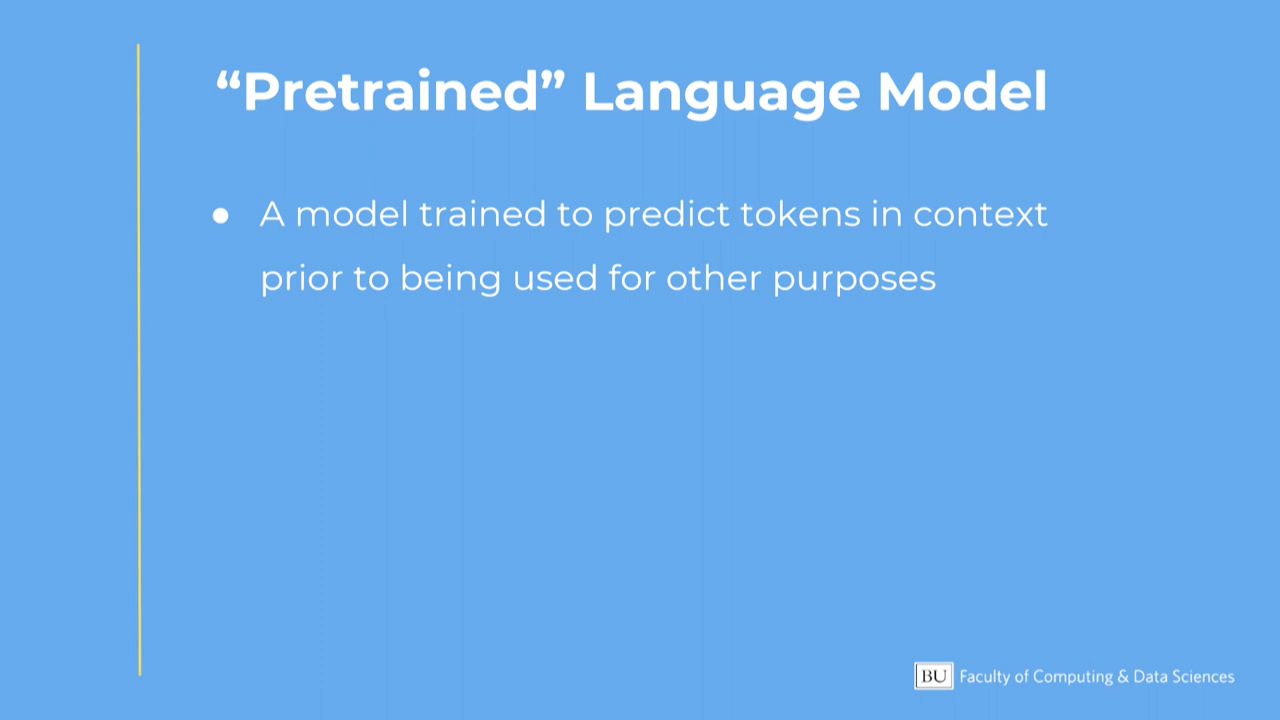 “Pretrained” Language Model
● A model trained to predict tokens in context
prior to being used for other purposes
BU Faculty of Computing & Data Sciences